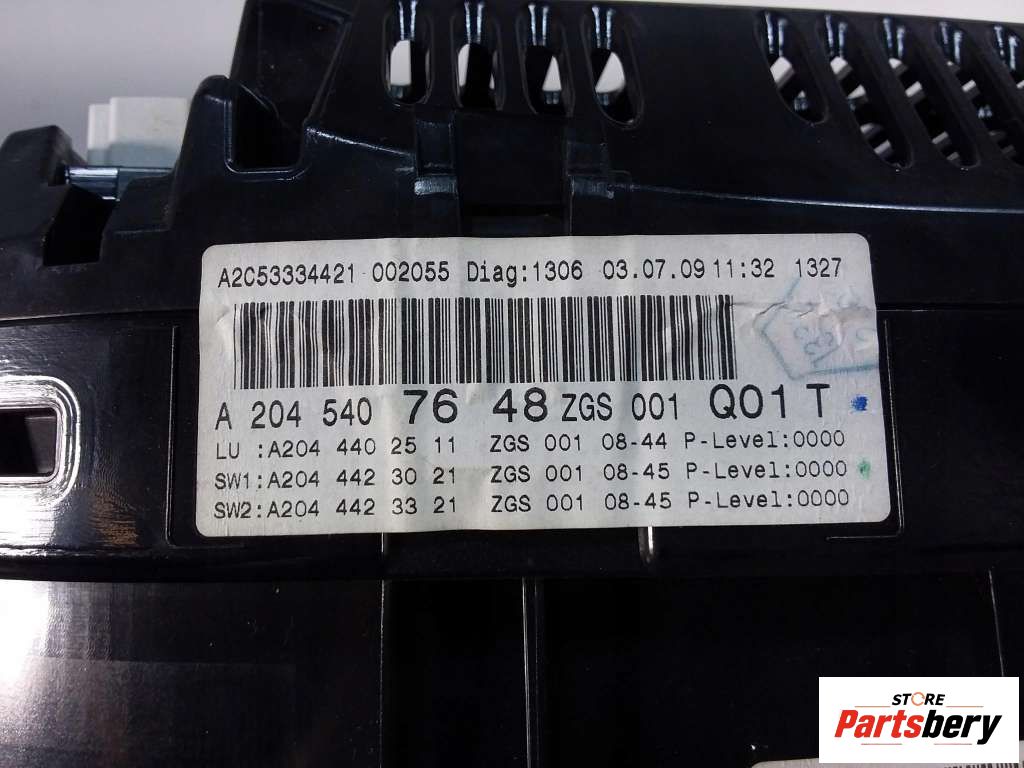 A2C53334421 002055 Diag:1306 03.07.09 11:32 1327
A 204 540 76 48 ZGS 001 Q01 T
LU :A204 440 25 11 ZGS 001 08-44 P-Level:0000
SW1:A204 442 30 21 ZGS 001 08-45 P-Level:0000
SW2:A204 442 33 21 ZGS 001 08-45 P-Level:0000
STORE
Partsbery